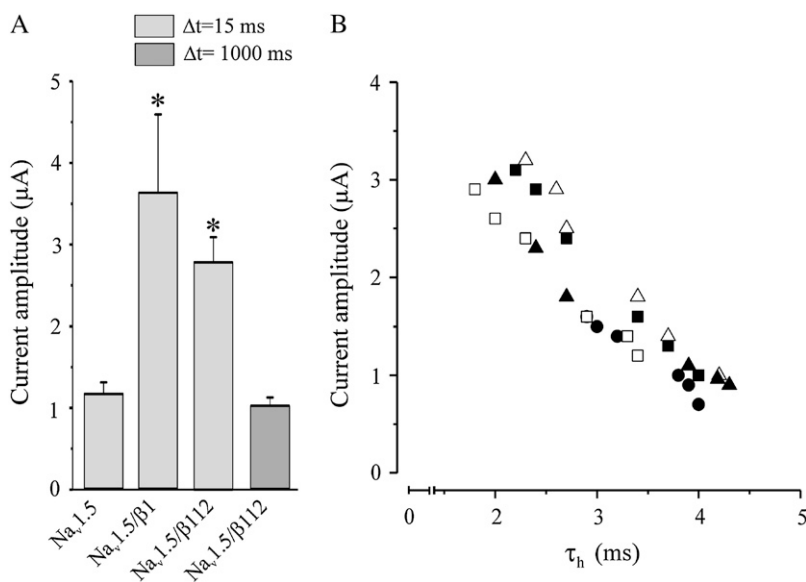 A
Δt=15 ms
Δt= 1000 ms
B
Current amplitude (μA)
5
4
3
2
1
0
*
*
Naᵥ1.5
Naᵥ1.5/β1
Naᵥ1.5/β112
Naᵥ1.5/β112
Current amplitude (μA)
4
3
2
1
0
0 2 3 4 5
τₕ (ms)